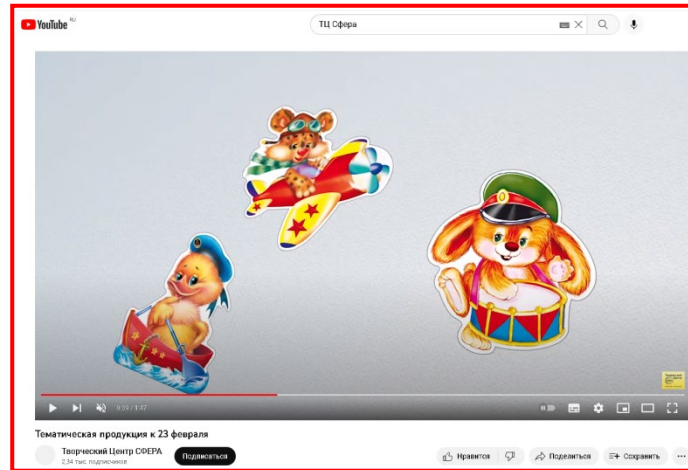 YouTube RU
ТЦ Сфера
0:39 / 1:47
Тематическая продукция к 23 февраля
Творческий Центр СФЕРА
2,34 тыс. подписчиков
Подписаться
Нравится
Поделиться
Сохранить